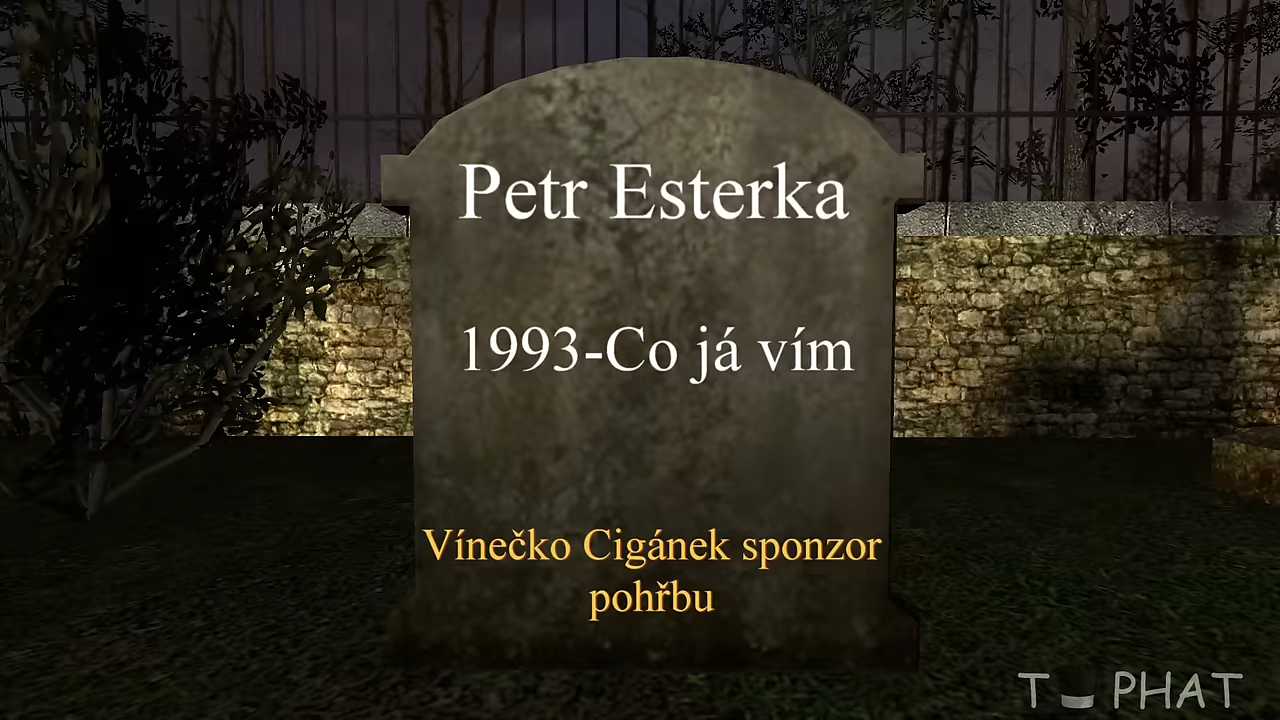 Petr Esterka
1993-Co já vím
Vínečko Cigánek sponzor
pohřbu
T PHAT